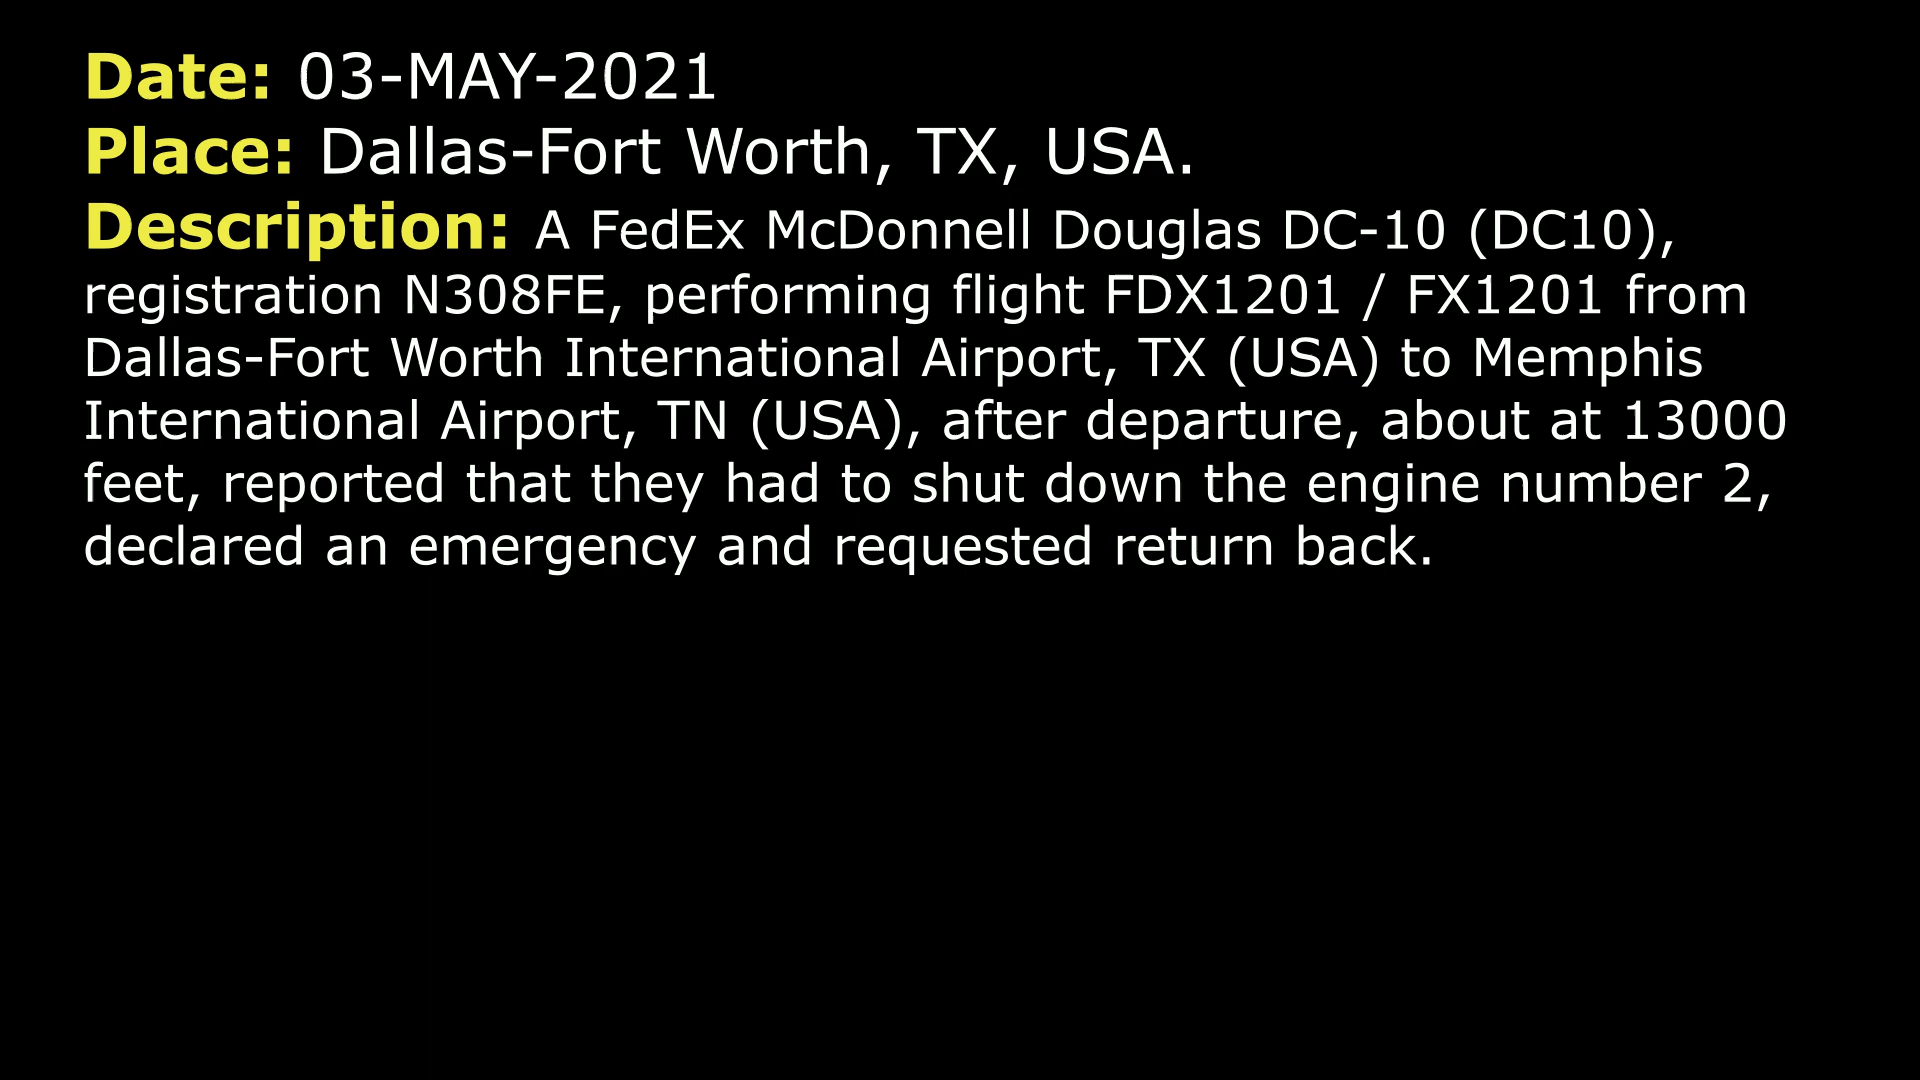 Date: 03-MAY-2021
Place: Dallas-Fort Worth, TX, USA.
Description: A FedEx McDonnell Douglas DC-10 (DC10),
registration N308FE, performing flight FDX1201 / FX1201 from
Dallas-Fort Worth International Airport, TX (USA) to Memphis
International Airport, TN (USA), after departure, about at 13000
feet, reported that they had to shut down the engine number 2,
declared an emergency and requested return back.